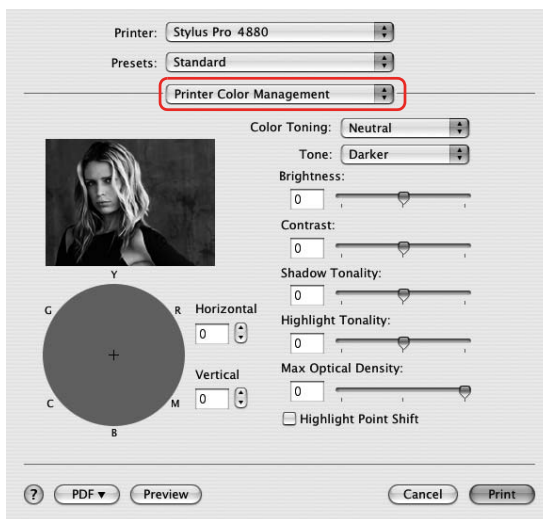 Printer: Stylus Pro 4880
Presets: Standard
Printer Color Management
Color Toning: Neutral
Tone: Darker
Brightness:
0
Contrast:
0
Shadow Tonality:
0
Highlight Tonality:
0
Max Optical Density:
0
Highlight Point Shift
Y
G R
C M
B
Horizontal
0
Vertical
0
? PDF▼ Preview Cancel Print